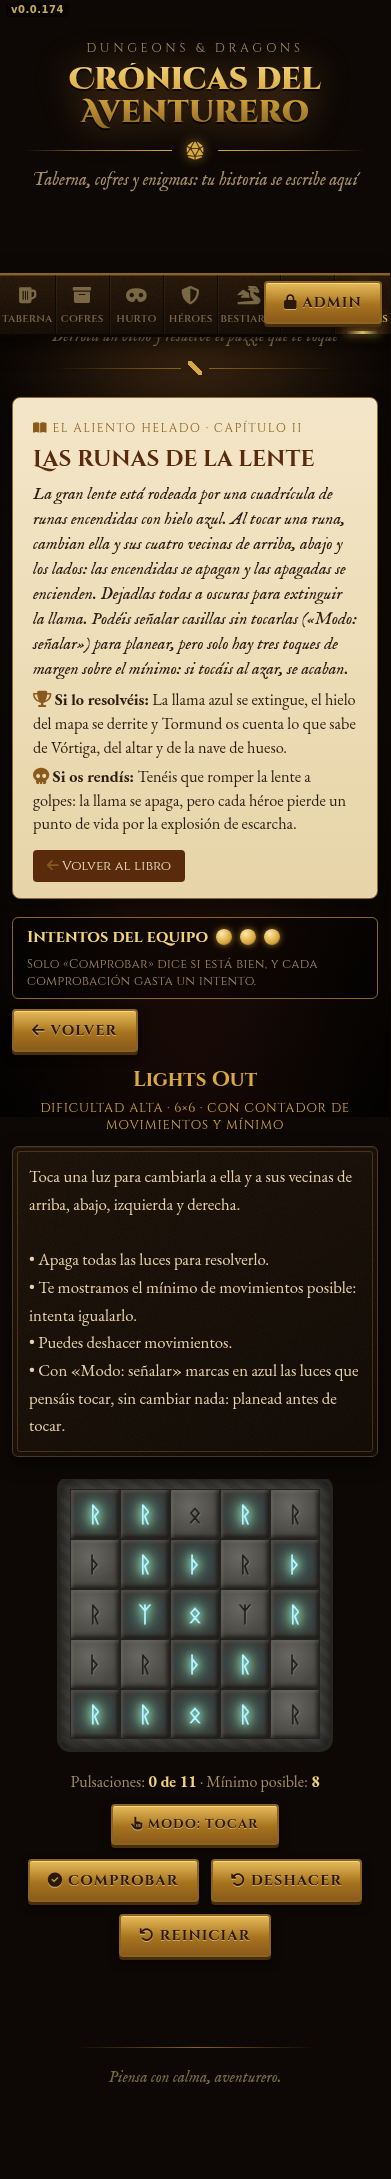 v0.0.174
DUNGEONS & DRAGONS
CRÓNICAS DEL
AVENTURERO
Taberna, cofres y enigmas: tu historia se escribe aquí
TABERNA COFRES HURTO HÉROES BESTIAR
ADMIN
Derrota un bicho y resuelve el puzzle que te toque
EL ALIENTO HELADO · CAPÍTULO II
LAS RUNAS DE LA LENTE
La gran lente está rodeada por una cuadrícula de
runas encendidas con hielo azul. Al tocar una runa,
cambian ella y sus cuatro vecinas de arriba, abajo y
los lados: las encendidas se apagan y las apagadas se
encienden. Dejadlas todas a oscuras para extinguir
la llama. Podéis señalar casillas sin tocarlas («Modo:
señalar») para planear, pero solo hay tres toques de
margen sobre el mínimo: si tocáis al azar, se acaban.
Si lo resolvéis: La llama azul se extingue, el hielo
del mapa se derrite y Tormund os cuenta lo que sabe
de Vórtiga, del altar y de la nave de hueso.
Si os rendís: Tenéis que romper la lente a
golpes: la llama se apaga, pero cada héroe pierde un
punto de vida por la explosión de escarcha.
← VOLVER AL LIBRO
INTENTOS DEL EQUIPO
SOLO «COMPROBAR» DICE SI ESTÁ BIEN, Y CADA
COMPROBACIÓN GASTA UN INTENTO.
← VOLVER
LIGHTS OUT
DIFICULTAD ALTA · 6×6 · CON CONTADOR DE
MOVIMIENTOS Y MÍNIMO
Toca una luz para cambiarla a ella y a sus vecinas de
arriba, abajo, izquierda y derecha.
• Apaga todas las luces para resolverlo.
• Te mostramos el mínimo de movimientos posible:
intenta igualarlo.
• Puedes deshacer movimientos.
• Con «Modo: señalar» marcas en azul las luces que
pensáis tocar, sin cambiar nada: planead antes de
tocar.
ᚱ ᚱ ᛟ ᚱ ᚱ
ᚦ ᚱ ᚦ ᚱ ᚦ
ᚱ ᛉ ᛟ ᛉ ᚱ
ᚦ ᚱ ᚦ ᚱ ᚦ
ᚱ ᚱ ᛟ ᚱ ᚱ
Pulsaciones: 0 de 11 · Mínimo posible: 8
MODO: TOCAR
COMPROBAR
DESHACER
REINICIAR
Piensa con calma, aventurero.